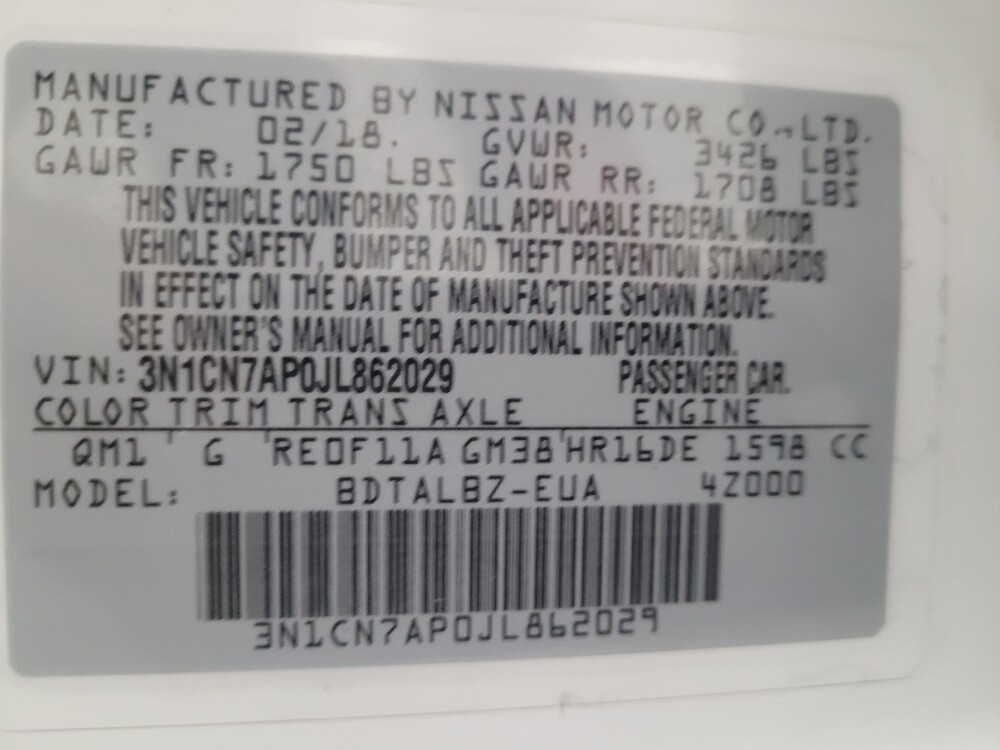 MANUFACTURED BY NISSAN MOTOR CO.,LTD.
DATE: 02/18. GVWR: 3426 LBS
GAWR FR: 1750 LBS GAWR RR: 1708 LBS
THIS VEHICLE CONFORMS TO ALL APPLICABLE FEDERAL MOTOR
VEHICLE SAFETY, BUMPER AND THEFT PREVENTION STANDARDS
IN EFFECT ON THE DATE OF MANUFACTURE SHOWN ABOVE.
SEE OWNER'S MANUAL FOR ADDITIONAL INFORMATION.
VIN: 3N1CN7AP0JL862029 PASSENGER CAR.
COLOR TRIM TRANS AXLE ENGINE
QM1 G RE0F11A GM38 HR16DE 1598 CC
MODEL: BDTALBZ-EUA 4Z000
3N1CN7AP0JL862029